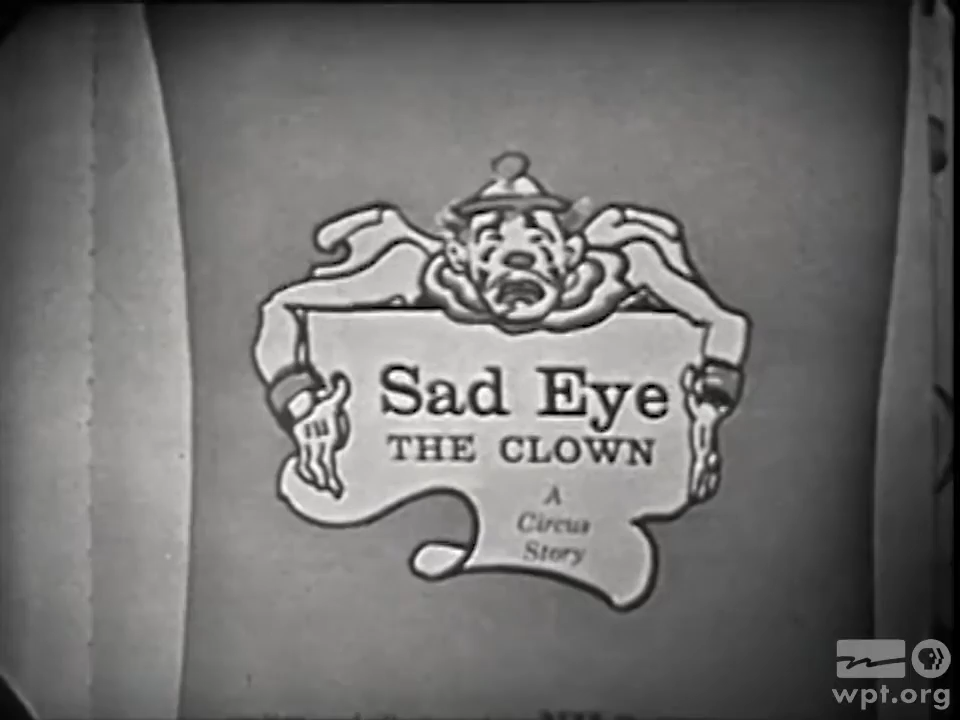 Sad Eye
THE CLOWN
A
Circus
Story
wpt.org